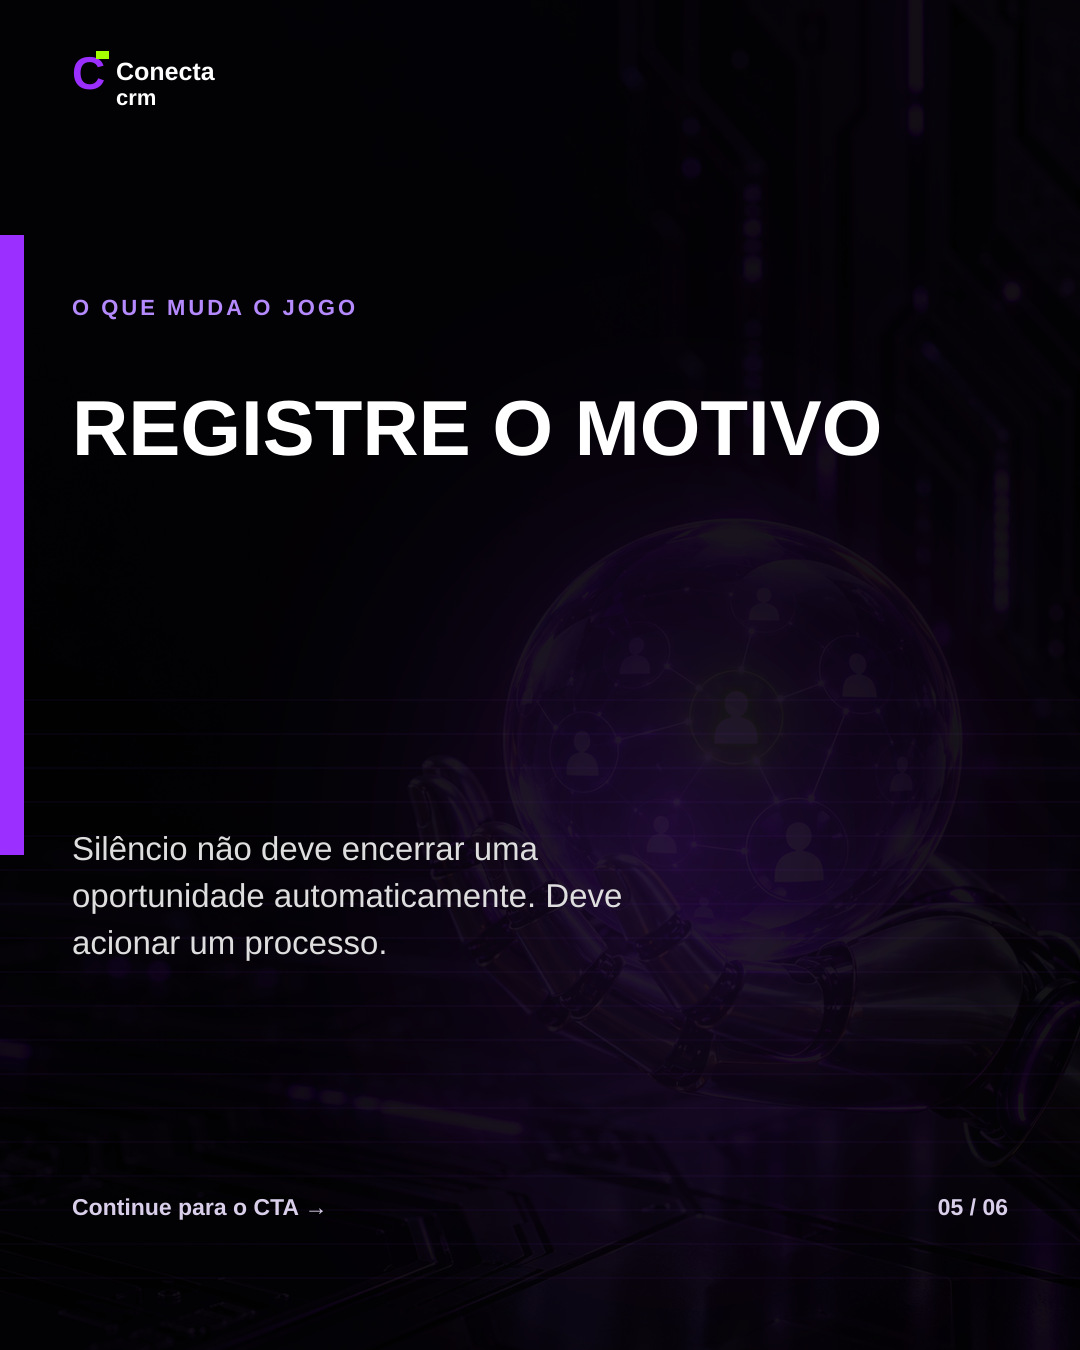 Conecta
crm
O QUE MUDA O JOGO
REGISTRE O MOTIVO
Silêncio não deve encerrar uma
oportunidade automaticamente. Deve
acionar um processo.
Continue para o CTA →
05 / 06